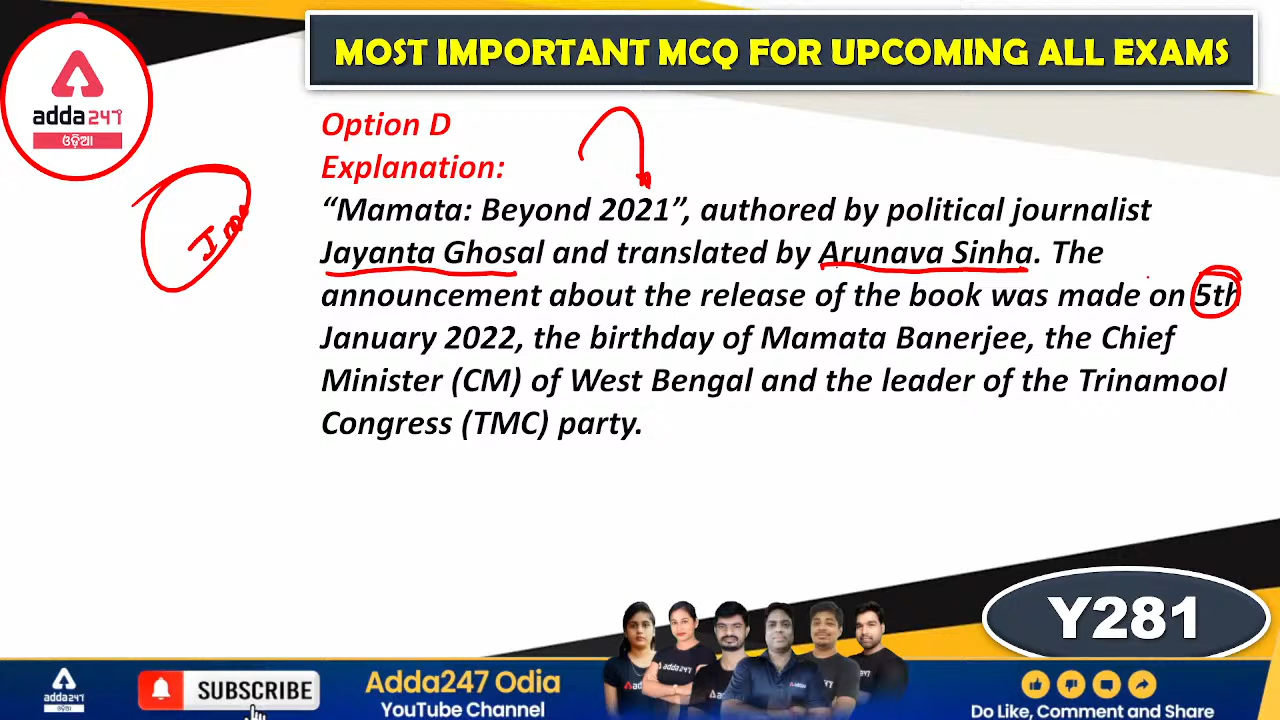 MOST IMPORTANT MCQ FOR UPCOMING ALL EXAMS
adda247
ଓଡ଼ିଆ
Option D
Explanation:
“Mamata: Beyond 2021”, authored by political journalist
Jayanta Ghosal and translated by Arunava Sinha. The
announcement about the release of the book was made on 5th
January 2022, the birthday of Mamata Banerjee, the Chief
Minister (CM) of West Bengal and the leader of the Trinamool
Congress (TMC) party.
Y281
adda247
ଓଡ଼ିଆ
SUBSCRIBE
Adda247 Odia
YouTube Channel
Do Like, Comment and Share